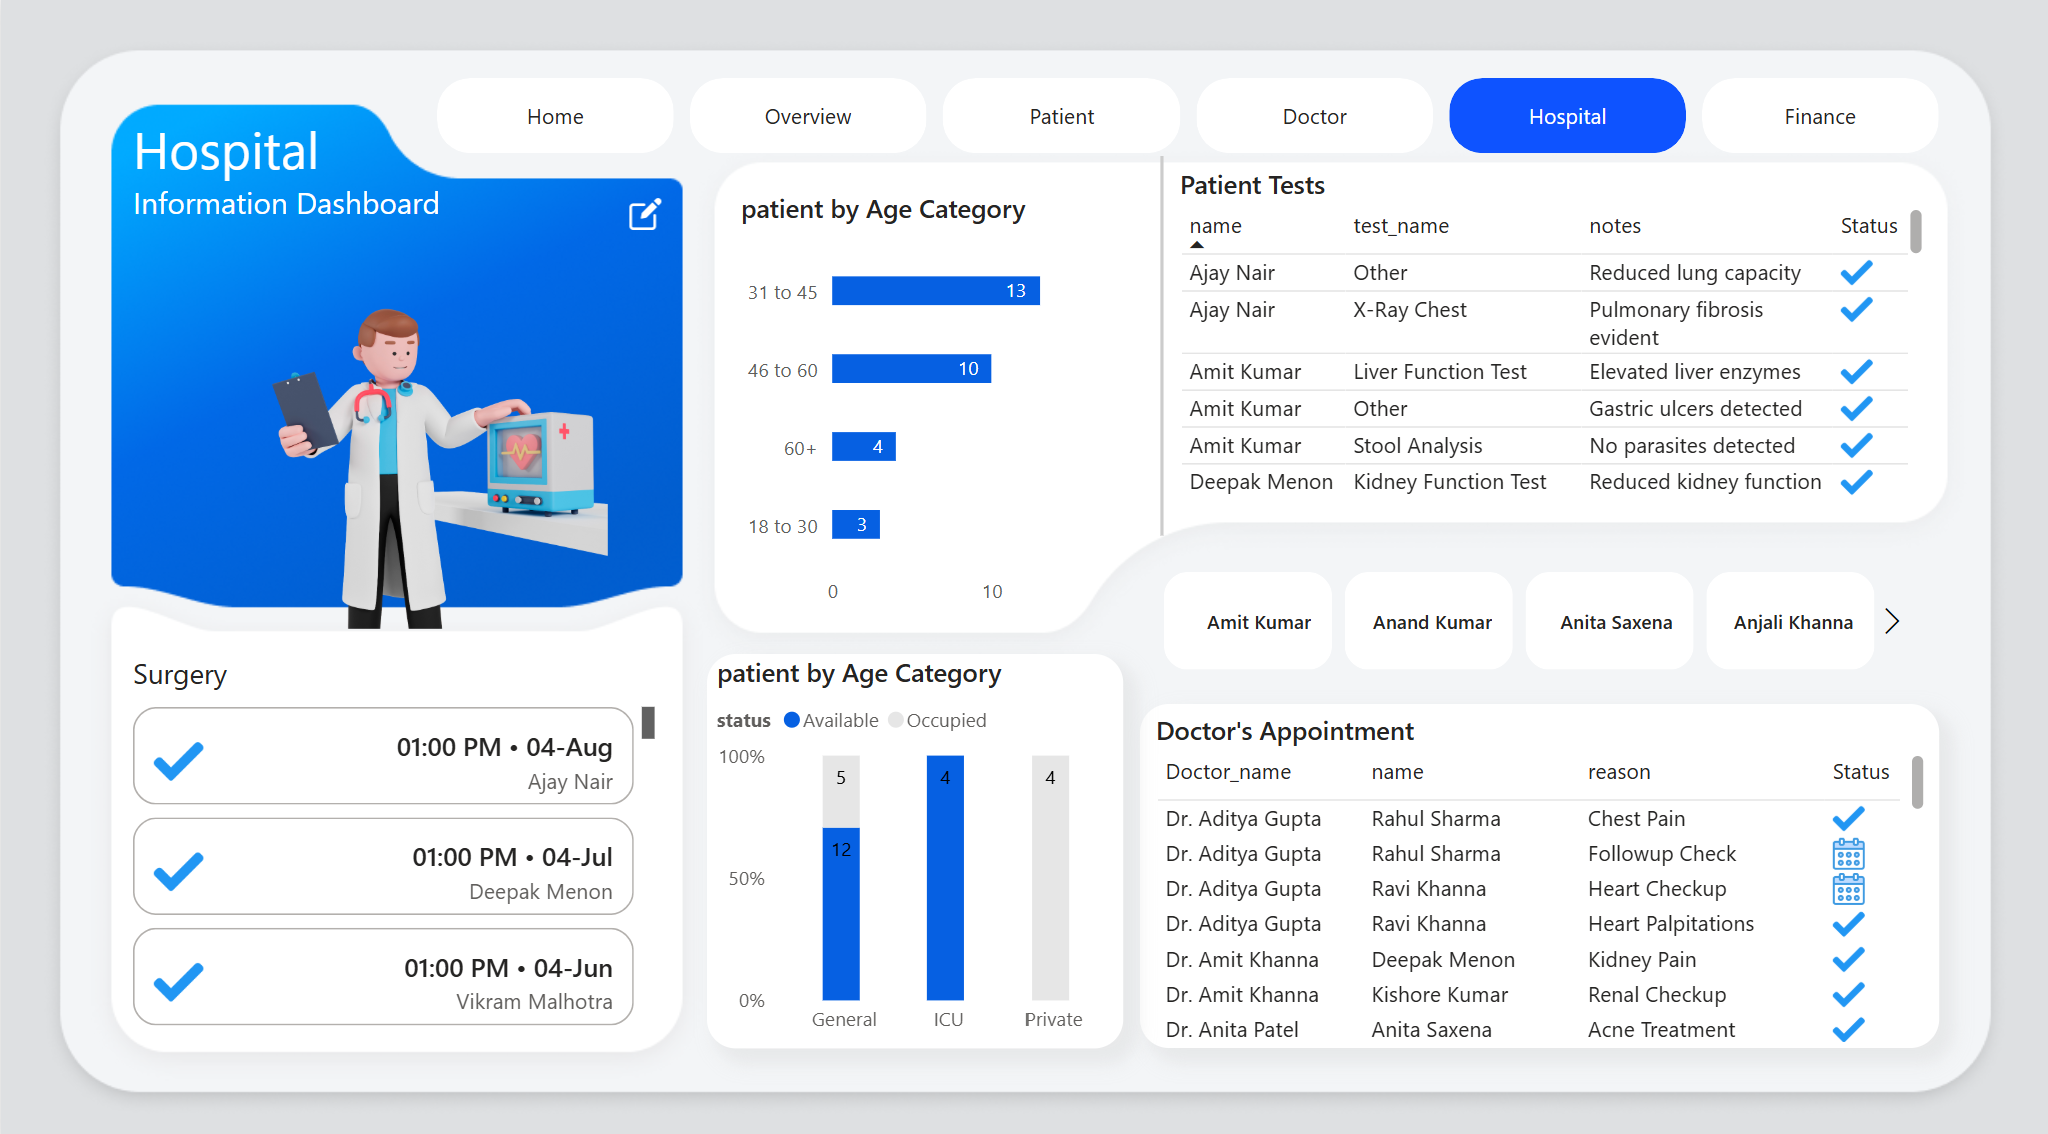 Home
Overview
Patient
Doctor
Hospital
Finance
Hospital
Information Dashboard
patient by Age Category
31 to 45
13
46 to 60
10
60+
4
18 to 30
3
0
10
Patient Tests
name test_name notes Status
Ajay Nair Other Reduced lung capacity
Ajay Nair X-Ray Chest Pulmonary fibrosis
evident
Amit Kumar Liver Function Test Elevated liver enzymes
Amit Kumar Other Gastric ulcers detected
Amit Kumar Stool Analysis No parasites detected
Deepak Menon Kidney Function Test Reduced kidney function
Amit Kumar
Anand Kumar
Anita Saxena
Anjali Khanna
Surgery
01:00 PM • 04-Aug
Ajay Nair
01:00 PM • 04-Jul
Deepak Menon
01:00 PM • 04-Jun
Vikram Malhotra
patient by Age Category
status Available Occupied
100%
50%
0%
5
12
4
4
General
ICU
Private
Doctor's Appointment
Doctor_name name reason Status
Dr. Aditya Gupta Rahul Sharma Chest Pain
Dr. Aditya Gupta Rahul Sharma Followup Check
Dr. Aditya Gupta Ravi Khanna Heart Checkup
Dr. Aditya Gupta Ravi Khanna Heart Palpitations
Dr. Amit Khanna Deepak Menon Kidney Pain
Dr. Amit Khanna Kishore Kumar Renal Checkup
Dr. Anita Patel Anita Saxena Acne Treatment